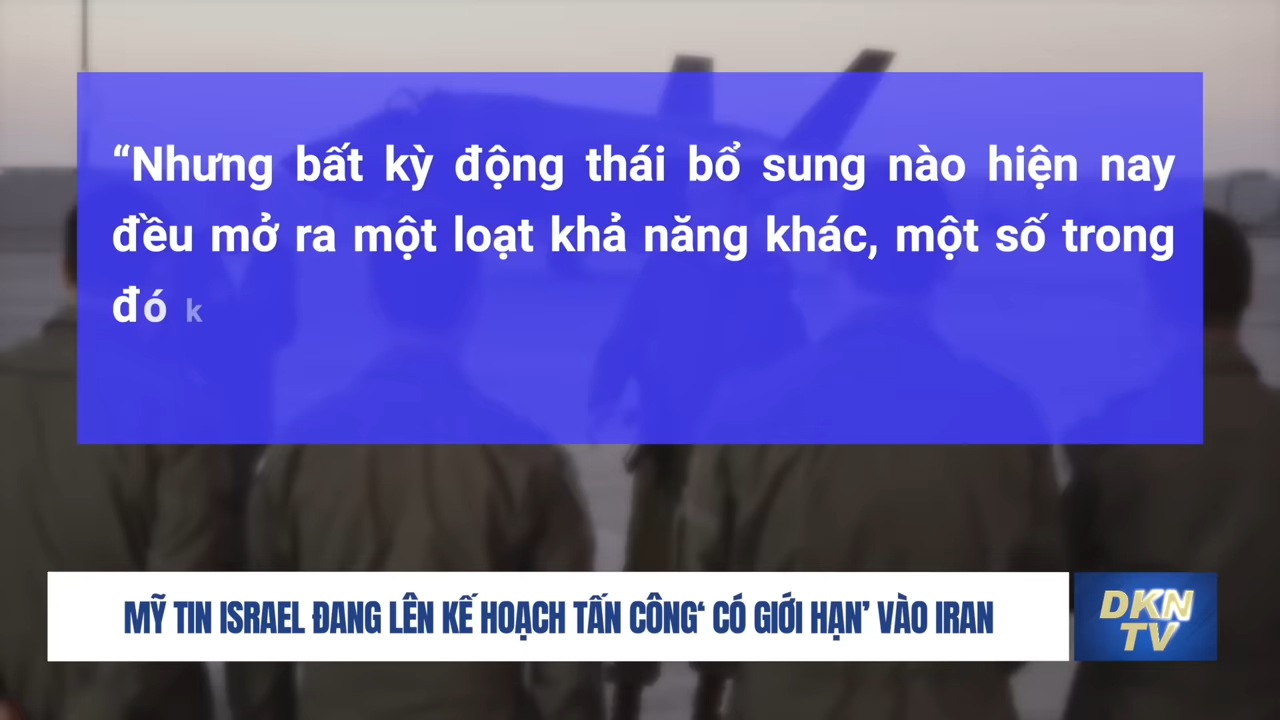 “Nhưng bất kỳ động thái bổ sung nào hiện nay
đều mở ra một loạt khả năng khác, một số trong
đó k
MỸ TIN ISRAEL ĐANG LÊN KẾ HOẠCH TẤN CÔNG‘ CÓ GIỚI HẠN’ VÀO IRAN
DKN
TV